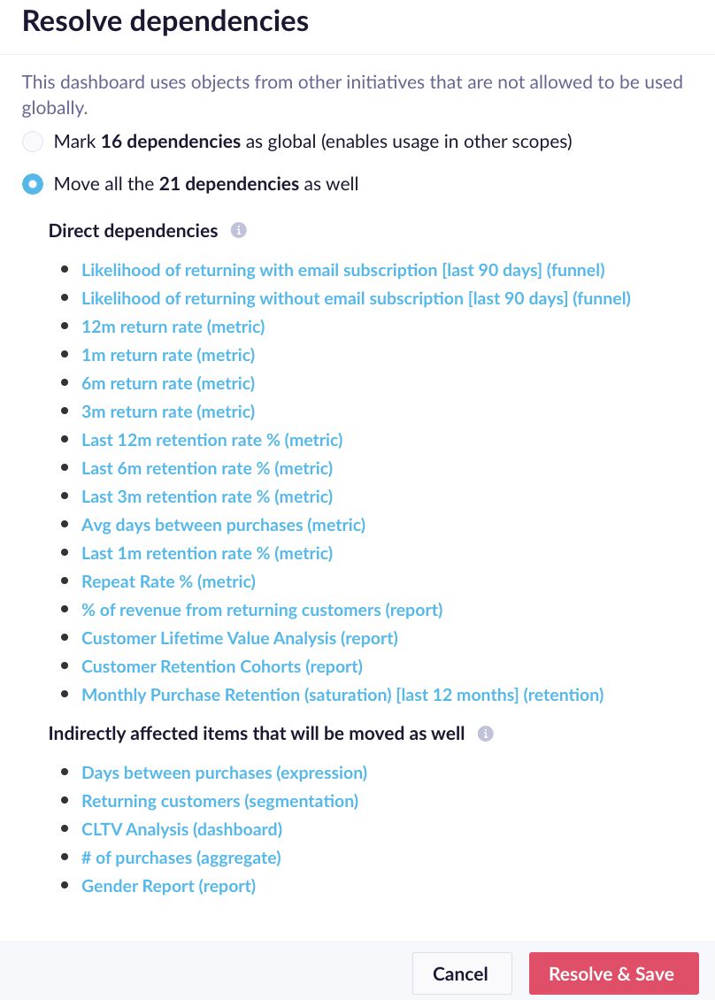 Resolve dependencies
This dashboard uses objects from other initiatives that are not allowed to be used
globally.
Mark 16 dependencies as global (enables usage in other scopes)
Move all the 21 dependencies as well
Direct dependencies
Likelihood of returning with email subscription [last 90 days] (funnel)
Likelihood of returning without email subscription [last 90 days] (funnel)
12m return rate (metric)
1m return rate (metric)
6m return rate (metric)
3m return rate (metric)
Last 12m retention rate % (metric)
Last 6m retention rate % (metric)
Last 3m retention rate % (metric)
Avg days between purchases (metric)
Last 1m retention rate % (metric)
Repeat Rate % (metric)
% of revenue from returning customers (report)
Customer Lifetime Value Analysis (report)
Customer Retention Cohorts (report)
Monthly Purchase Retention (saturation) [last 12 months] (retention)
Indirectly affected items that will be moved as well
Days between purchases (expression)
Returning customers (segmentation)
CLTV Analysis (dashboard)
# of purchases (aggregate)
Gender Report (report)
Cancel
Resolve & Save